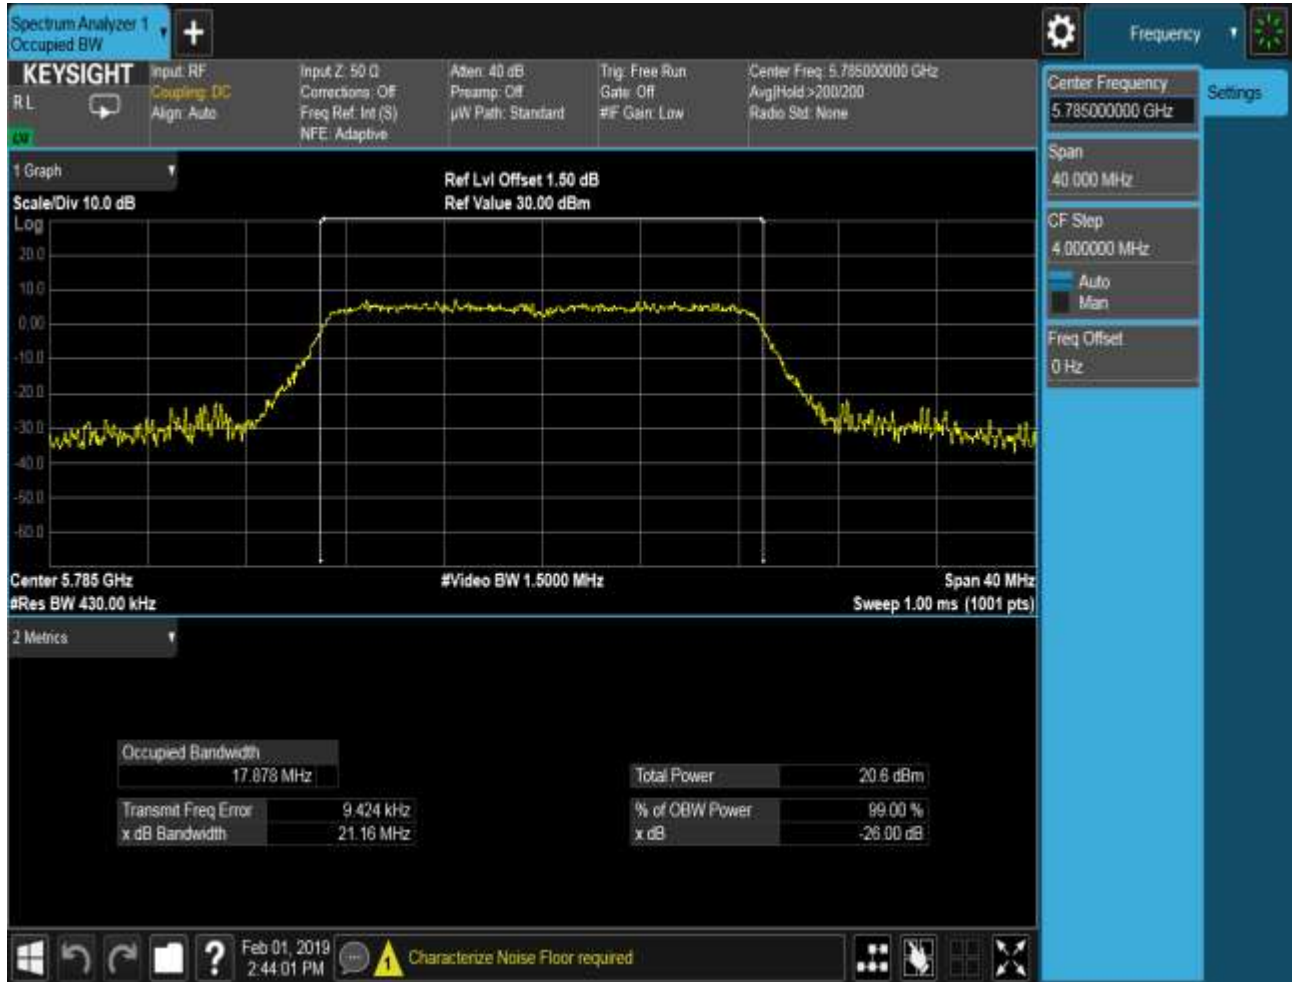 Spectrum Analyzer 1
Occupied BW
Frequency
KEYSIGHT
RL
Input: RF
Coupling: DC
Align: Auto
Input Z: 50 Ω
Corrections: Off
Freq Ref: Int (S)
NFE: Adaptive
Atten: 40 dB
Preamp: Off
µW Path: Standard
Trig: Free Run
Gate: Off
#IF Gain: Low
Center Freq: 5.785000000 GHz
Avg|Hold >200/200
Radio Std: None
Center Frequency
5.785000000 GHz
Settings
Span
40.000 MHz
CF Step
4.000000 MHz
Auto
Man
Freq Offset
0 Hz
1 Graph
Scale/Div 10.0 dB
Ref Lvl Offset 1.50 dB
Ref Value 30.00 dBm
Log
20.0
10.0
0.00
-10.0
-20.0
-30.0
-40.0
-50.0
-60.0
Center 5.785 GHz
#Video BW 1.5000 MHz
Span 40 MHz
#Res BW 430.00 kHz
Sweep 1.00 ms (1001 pts)
2 Metrics
Occupied Bandwidth
17.878 MHz
Total Power 20.6 dBm
Transmit Freq Error 9.424 kHz
% of OBW Power 99.00 %
x dB Bandwidth 21.16 MHz
x dB -26.00 dB
?
Feb 01, 2019
2:44:01 PM
1
Characterize Noise Floor required